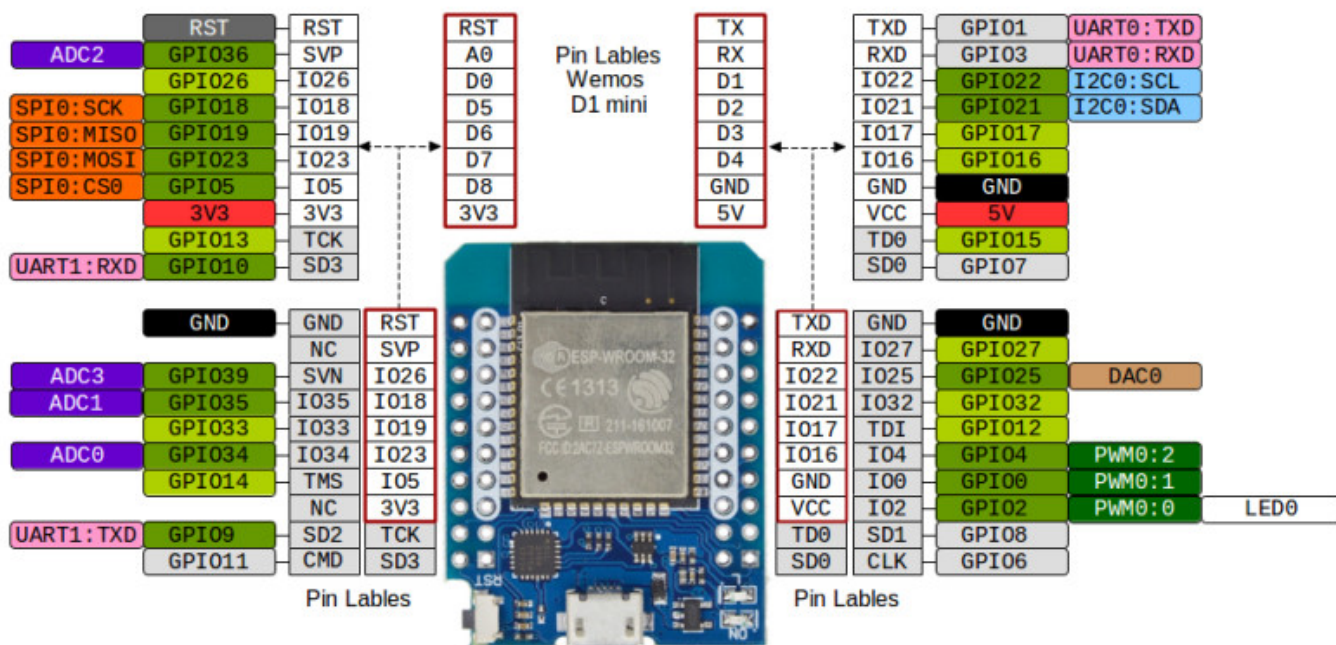 RST RST RST TX TXD GPIO1 UART0:TXD
ADC2 GPIO36 SVP A0 Pin Lables RX RXD GPIO3 UART0:RXD
GPIO26 IO26 D0 Wemos D1 IO22 GPIO22 I2C0:SCL
SPI0:SCK GPIO18 IO18 D5 D1 mini D2 IO21 GPIO21 I2C0:SDA
SPI0:MISO GPIO19 IO19 D6 D3 IO17 GPIO17
SPI0:MOSI GPIO23 IO23 D7 D4 IO16 GPIO16
SPI0:CS0 GPIO5 IO5 D8 GND GND GND
3V3 3V3 3V3 5V VCC 5V
GPIO13 TCK TD0 GPIO15
UART1:RXD GPIO10 SD3 SD0 GPIO7
GND GND RST TXD GND GND
NC SVP RXD IO27 GPIO27
ADC3 GPIO39 SVN IO26 ESP-WROOM-32 IO22 IO25 GPIO25 DAC0
ADC1 GPIO35 IO35 IO18 CE1313 IO21 IO32 GPIO32
GPIO33 IO33 IO19 211-161007 IO17 TDI GPIO12
ADC0 GPIO34 IO34 IO23 FCC ID:2AC7Z-ESPWROOM32 IO16 IO4 GPIO4 PWM0:2
GPIO14 TMS IO5 GND IO0 GPIO0 PWM0:1
NC 3V3 VCC IO2 GPIO2 PWM0:0 LED0
UART1:TXD GPIO9 SD2 TCK TD0 SD1 GPIO8
GPIO11 CMD SD3 RST L SD0 CLK GPIO6
Pin Lables ON Pin Lables